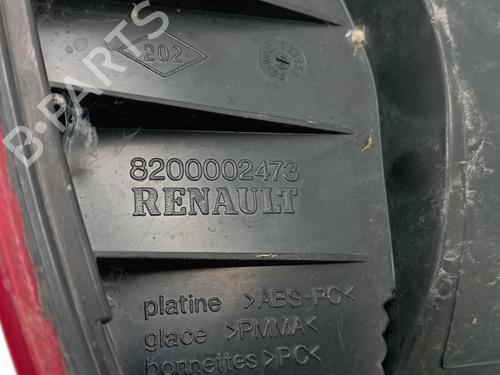 202
8200002473
RENAULT
platine >ABS-PC<
glace >PMMA<
bonnettes >PC<
B-PARTS